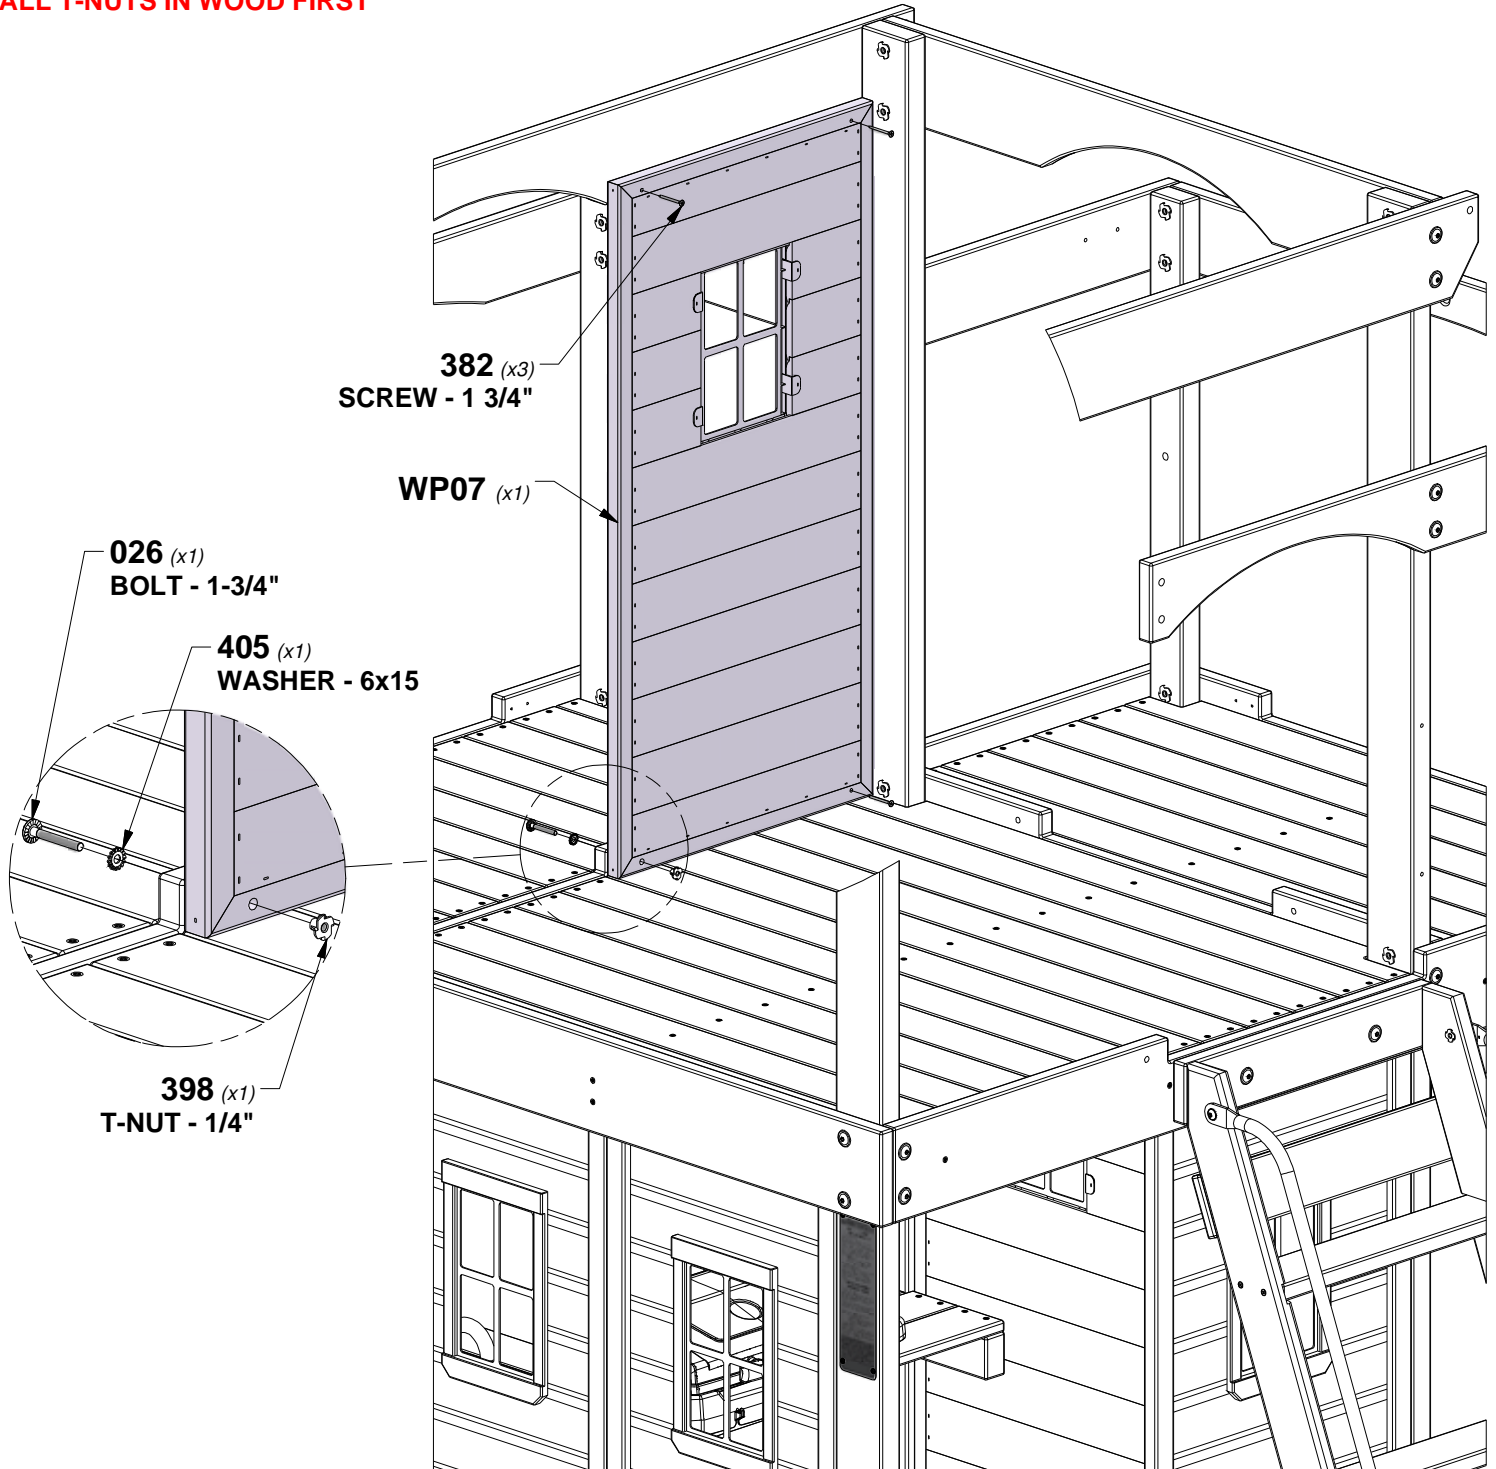 ALL T-NUTS IN WOOD FIRST
382 (x3)
SCREW - 1 3/4"
WP07 (x1)
026 (x1)
BOLT - 1-3/4"
405 (x1)
WASHER - 6x15
398 (x1)
T-NUT - 1/4"